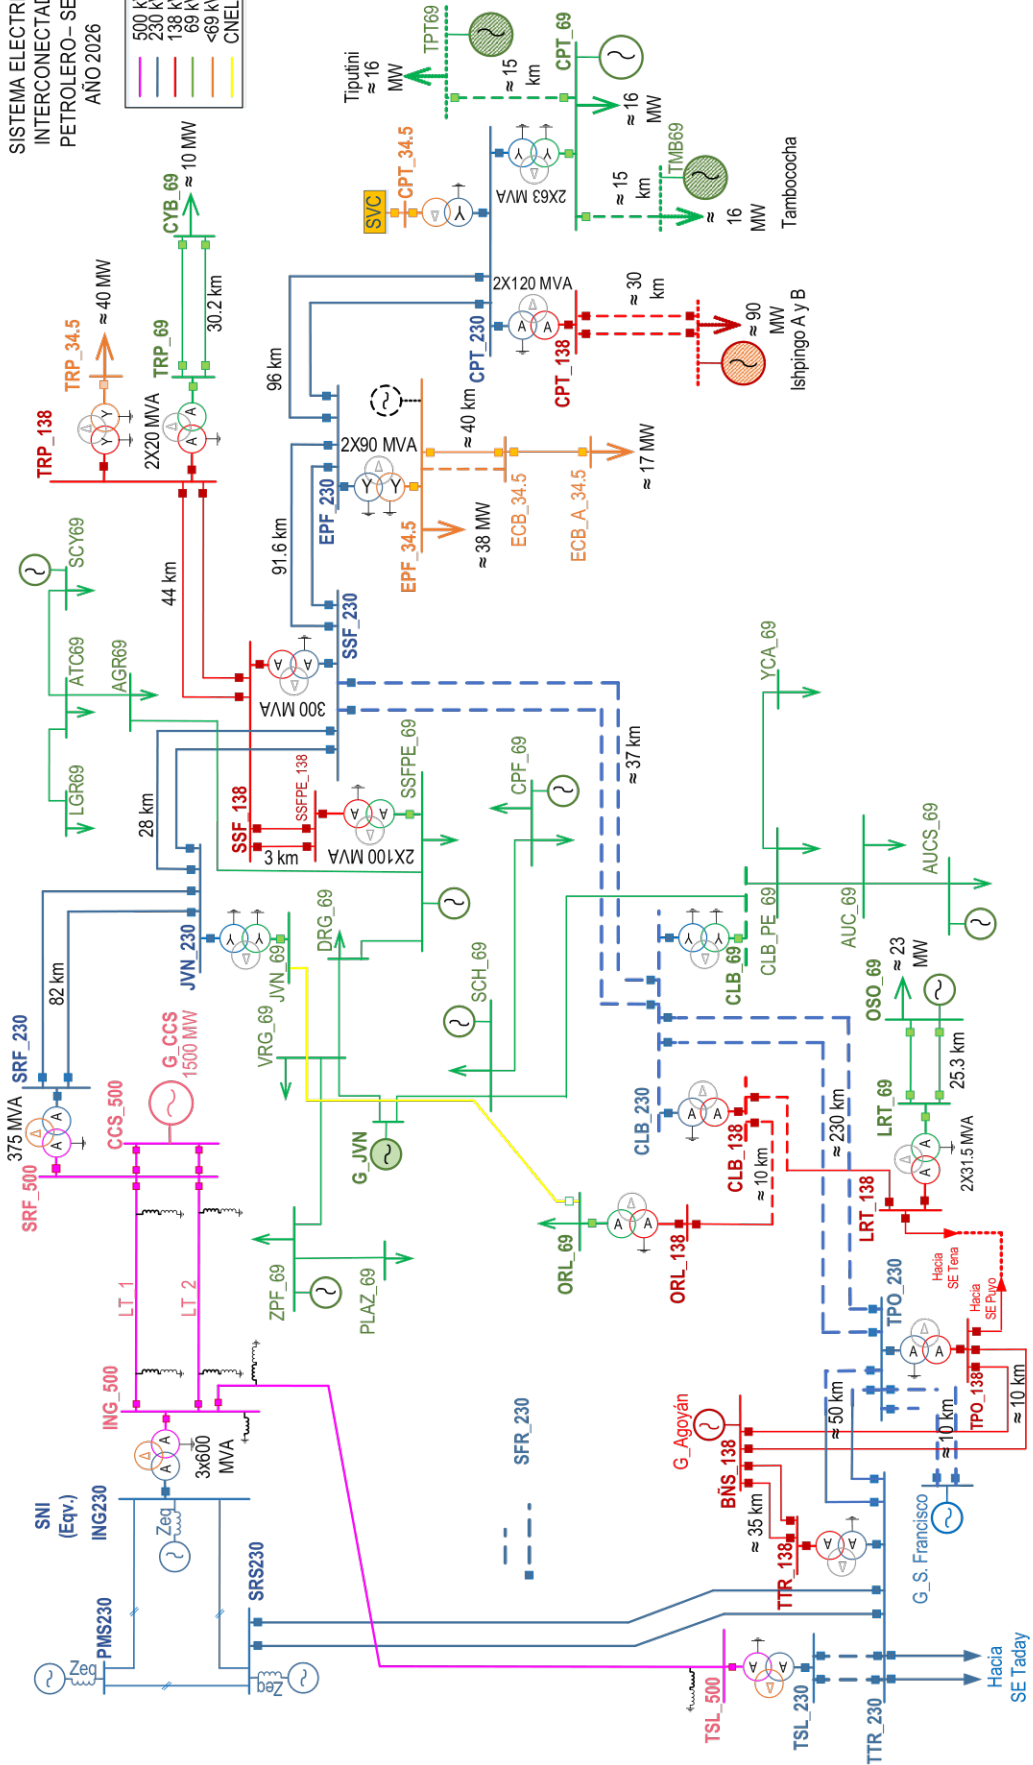 SISTEMA ELECTRI
INTERCONECTAD
PETROLERO– SE
AÑO 2026
500 k
230 kV
138 k
69 kV
<69 k
CNEL
SRF_500
375 MVA
SRF_230
82 km
CCS_500
G_CCS
1500 MW
LT_1
LT_2
ING_500
3x600
MVA
SNI
(Eqv.)
ING230
Zeq
PMS230
Zeq
SRS230
Zeq
JVN_230
28 km
JVN_69
LGR69
ATC69
SCY69
AGR69
44 km
TRP_138
TRP_34.5
≈ 40 MW
2X20 MVA
TRP_69
30.2 km
CYB_69
≈ 10 MW
SSF_138
3 km
SSFPE_138
2X100 MVA
SSFPE_69
300 MVA
SSF_230
91.6 km
EPF_230
96 km
2X90 MVA
EPF_34.5
≈ 38 MW
≈ 40 km
ECB_34.5
ECB_A_34.5
≈ 17 MW
CPT_230
2X120 MVA
CPT_138
≈ 30
km
≈ 90
MW
Ishpingo A y B
SVC
CPT_34.5
2X63 MVA
CPT_69
≈ 16
MW
≈ 15
km
TPT69
Tiputini
≈ 16
MW
≈ 15
km
TMB69
≈ 16
MW
Tambococha
VRG_69
DRG_69
G_JVN
ZPF_69
PLAZ_69
SCH_69
CPF_69
≈ 37 km
CLB_230
CLB_69
CLB_PE_69
YCA_69
AUC_69
AUCS_69
CLB_138
≈ 10 km
ORL_69
ORL_138
≈ 230 km
LRT_138
2X31.5 MVA
LRT_69
25.3 km
OSO_69
≈ 23
MW
Hacia
SE Tena
Hacia
SE Puyo
TPO_230
TPO_138
≈ 10 km
≈ 50 km
≈ 10 km
G_Agoyán
BÑS_138
≈ 35 km
TTR_138
G_S. Francisco
SFR_230
TSL_500
TSL_230
TTR_230
Hacia
SE Taday